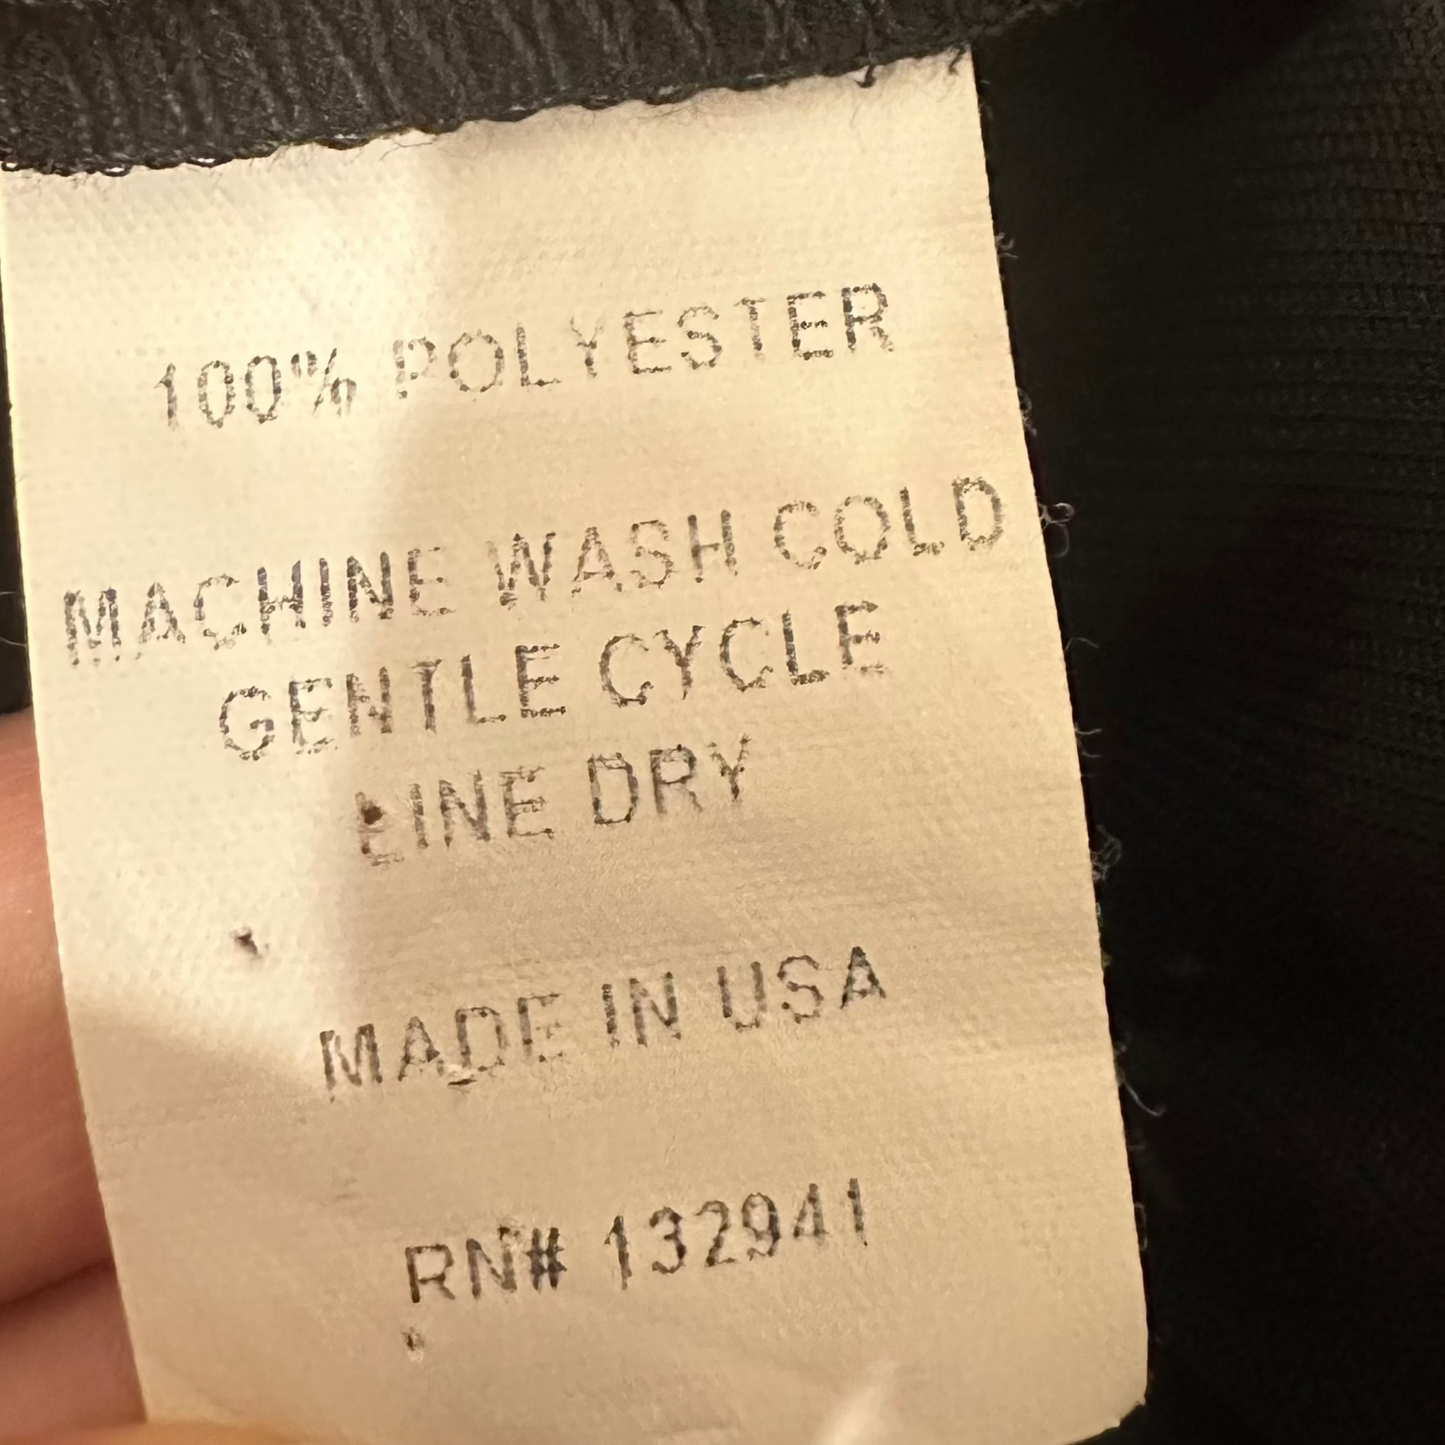 100% POLYESTER
MACHINE WASH COLD
GENTLE CYCLE
LINE DRY
MADE IN USA
RN# 132941